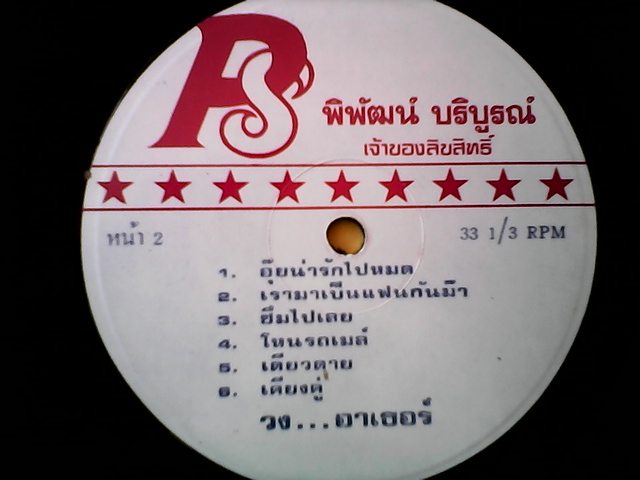 PS
พิพัฒน์ บริบูรณ์
เจ้าของลิขสิทธิ์
หน้า 2
33 1/3 RPM
1. อุ๊ยน่ารักไปหมด
2. เรามาเป็นแฟนกันม๊า
3. ซึมไปเลย
4. โหนรถเมล์
5. เดียวดาย
6. เคียงคู่
วง...อาเธอร์